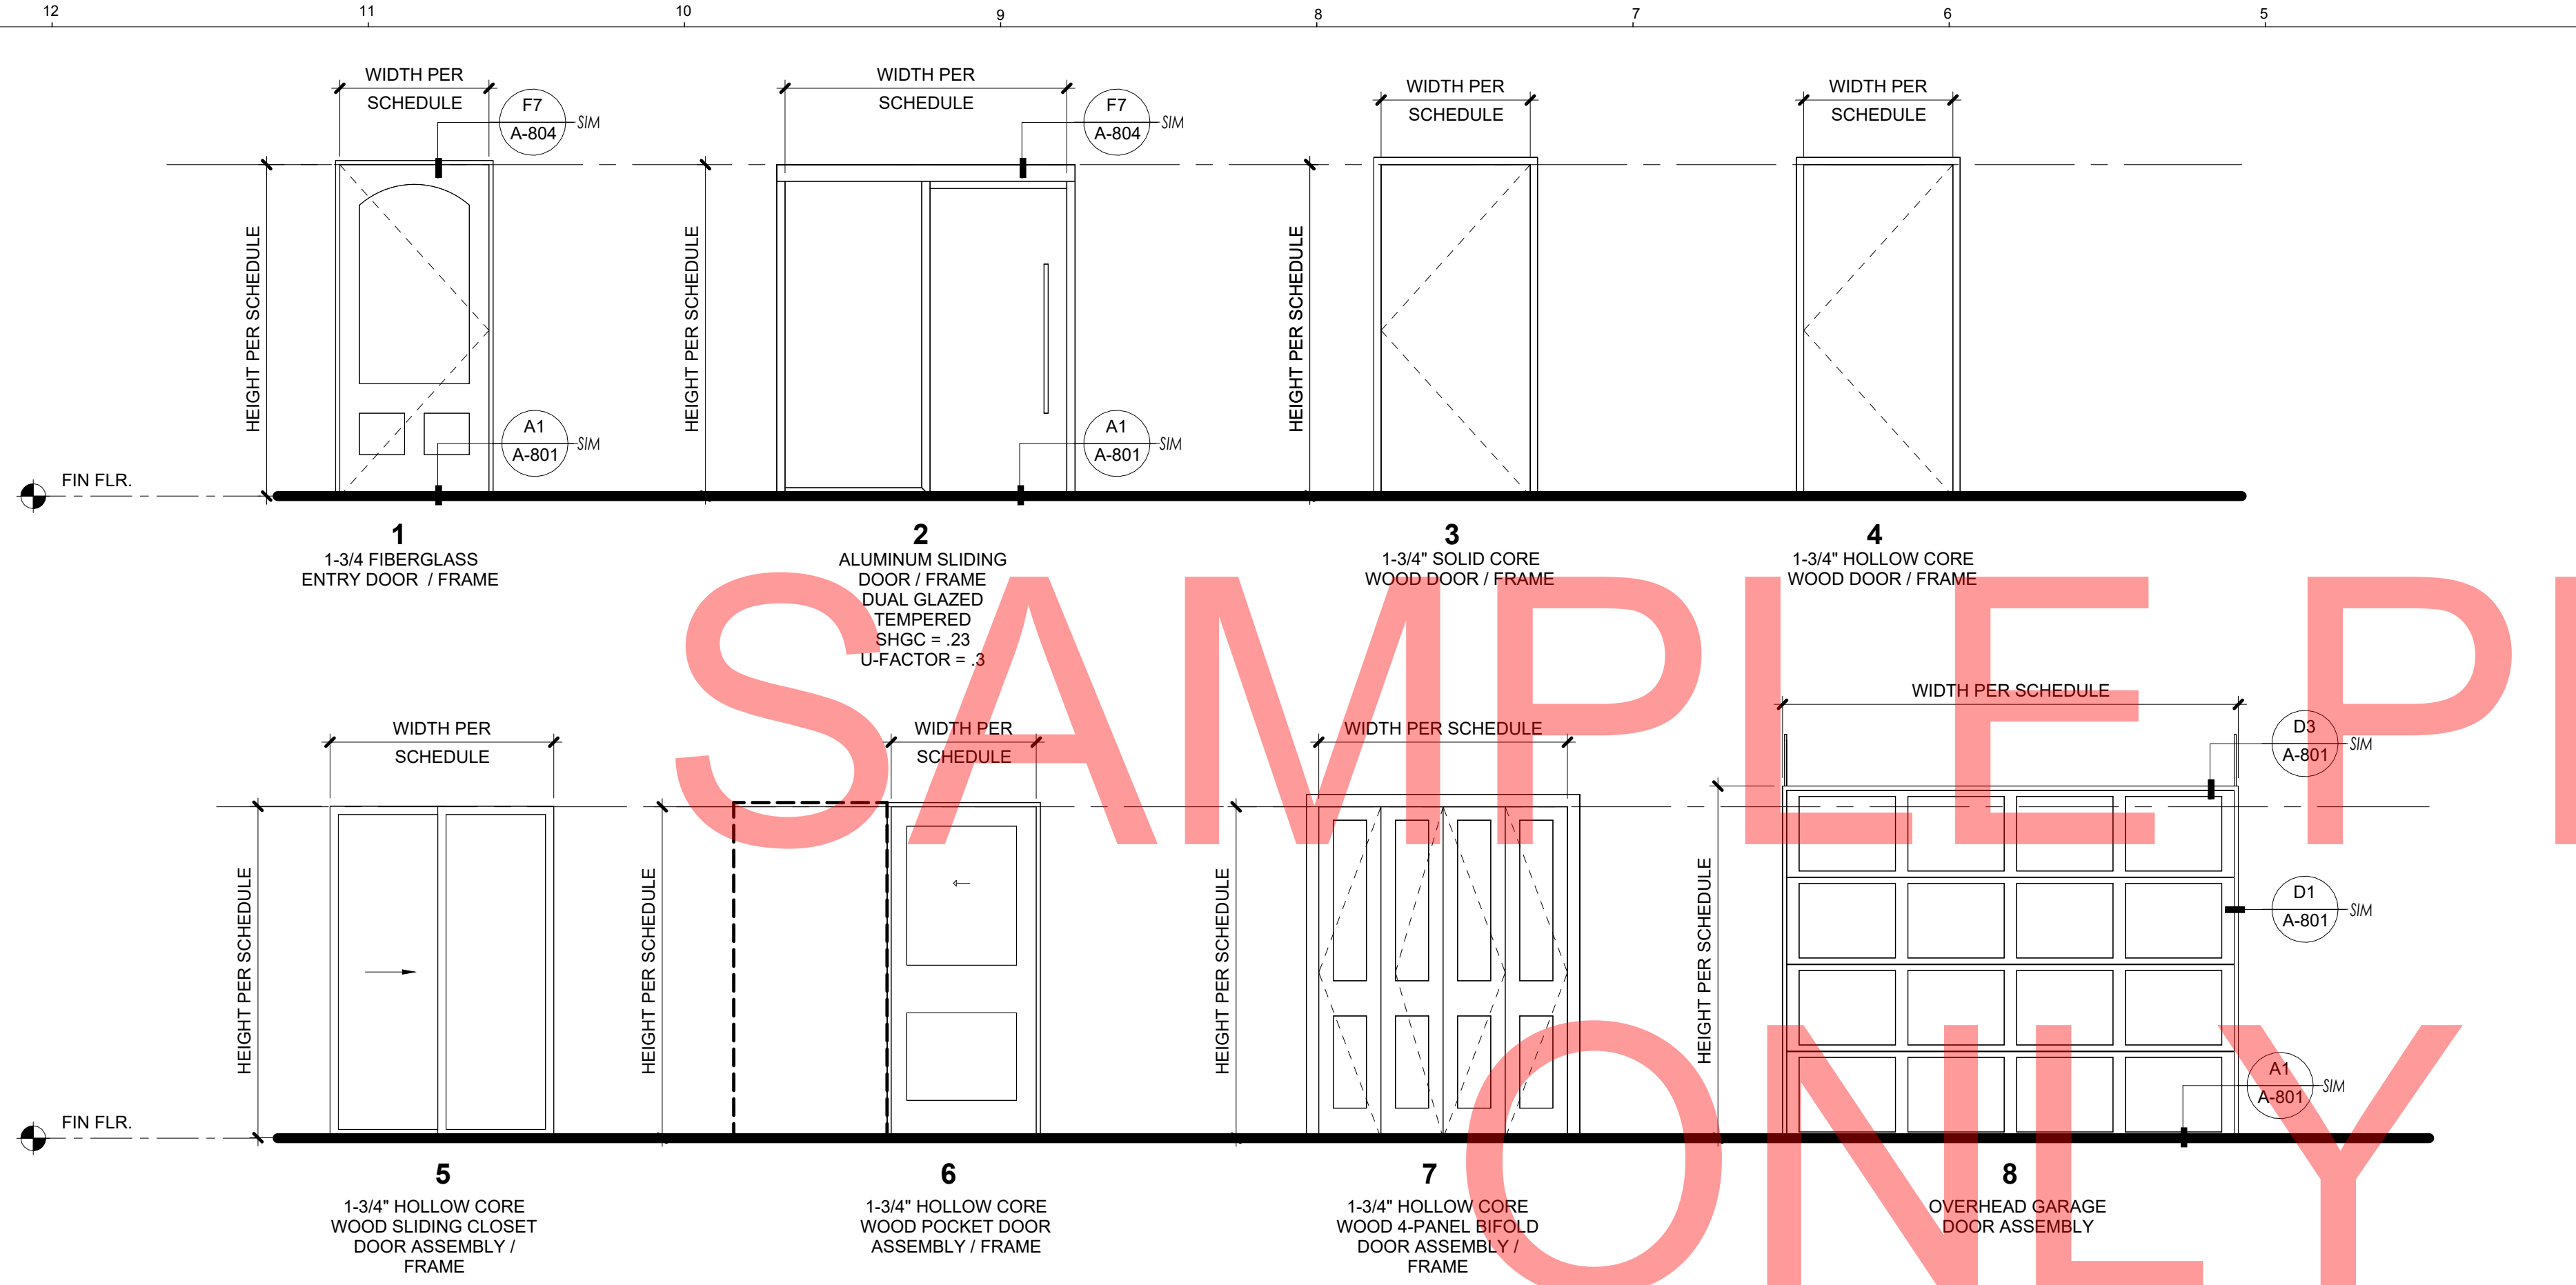 12 11 10 9 8 7 6 5
WIDTH PER
SCHEDULE
F7
A-804
SIM
HEIGHT PER SCHEDULE
A1
A-801
SIM
WIDTH PER
SCHEDULE
F7
A-804
SIM
HEIGHT PER SCHEDULE
A1
A-801
SIM
WIDTH PER
SCHEDULE
HEIGHT PER SCHEDULE
WIDTH PER
SCHEDULE
FIN FLR.
1
1-3/4 FIBERGLASS
ENTRY DOOR / FRAME
2
ALUMINUM SLIDING
DOOR / FRAME
DUAL GLAZED
TEMPERED
SHGC = .23
U-FACTOR = .3
3
1-3/4" SOLID CORE
WOOD DOOR / FRAME
4
1-3/4" HOLLOW CORE
WOOD DOOR / FRAME
SAMPLE
WIDTH PER
SCHEDULE
HEIGHT PER SCHEDULE
WIDTH PER
SCHEDULE
HEIGHT PER SCHEDULE
WIDTH PER SCHEDULE
HEIGHT PER SCHEDULE
WIDTH PER SCHEDULE
HEIGHT PER SCHEDULE
D3
A-801
SIM
D1
A-801
SIM
A1
A-801
SIM
ONLY
FIN FLR.
5
1-3/4" HOLLOW CORE
WOOD SLIDING CLOSET
DOOR ASSEMBLY /
FRAME
6
1-3/4" HOLLOW CORE
WOOD POCKET DOOR
ASSEMBLY / FRAME
7
1-3/4" HOLLOW CORE
WOOD 4-PANEL BIFOLD
DOOR ASSEMBLY /
FRAME
8
OVERHEAD GARAGE
DOOR ASSEMBLY